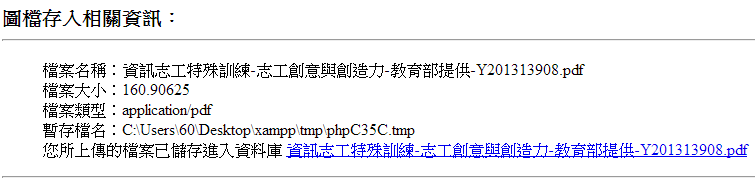 圖檔存入相關資訊：
檔案名稱：資訊志工特殊訓練-志工創意與創造力-教育部提供-Y201313908.pdf
檔案大小：160.90625
檔案類型：application/pdf
暫存檔名：C:\Users\60\Desktop\xampp\tmp\phpC35C.tmp
您所上傳的檔案已儲存進入資料庫 資訊志工特殊訓練-志工創意與創造力-教育部提供-Y201313908.pdf